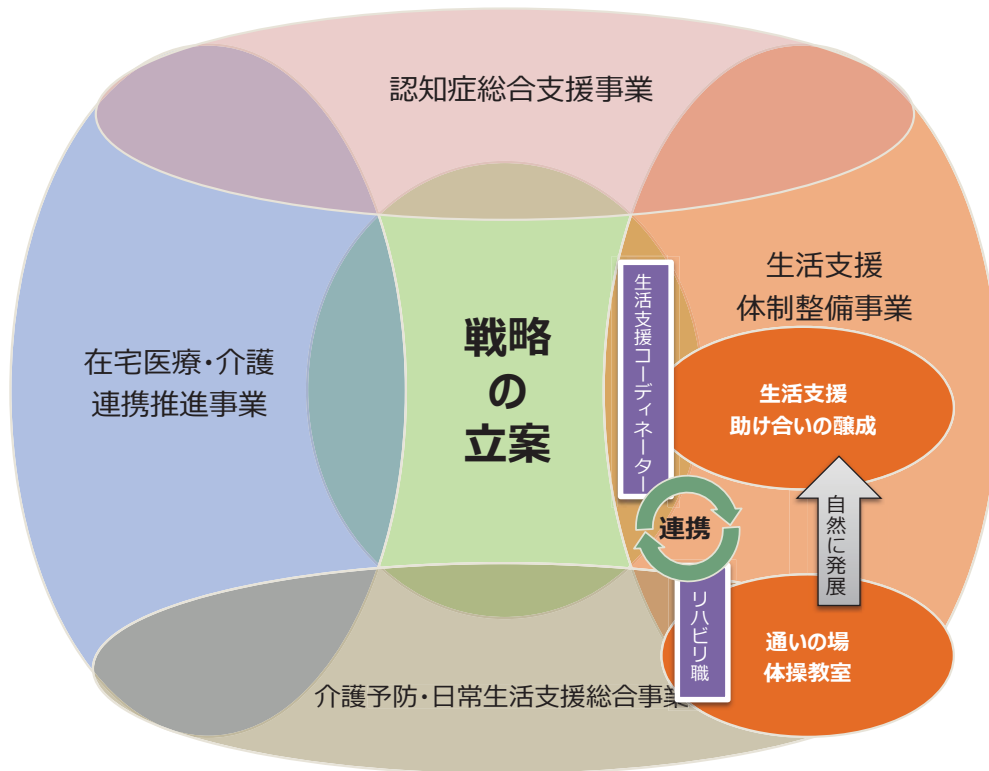 認知症総合支援事業
生活支援
体制整備事業
在宅医療・介護
連携推進事業
戦略
の
立案
生活支援コーディネーター
生活支援
助け合いの醸成
連携
自然に発展
リハビリ職
通いの場
体操教室
介護予防・日常生活支援総合事業